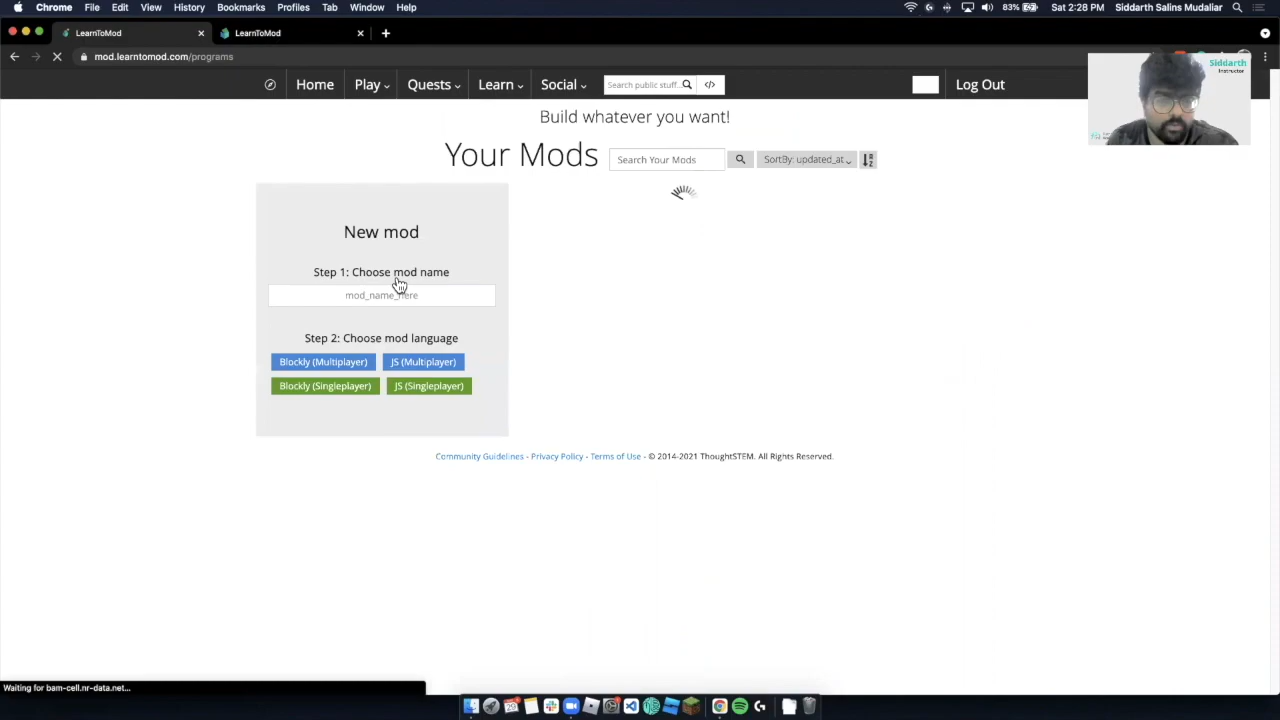 Chrome File Edit View History Bookmarks Profiles Tab Window Help 83% Sat 2:28 PM Siddarth Salins Mudaliar
LearnToMod LearnToMod
mod.learntomod.com/programs
Siddarth
Instructor
Home Play Quests Learn Social Search public stuff... </> Log Out
Build whatever you want!
Your Mods Search Your Mods SortBy: updated_at
New mod
Step 1: Choose mod name
mod_name_here
Step 2: Choose mod language
Blockly (Multiplayer) JS (Multiplayer)
Blockly (Singleplayer) JS (Singleplayer)
Community Guidelines - Privacy Policy - Terms of Use - © 2014-2021 ThoughtSTEM. All Rights Reserved.
Waiting for bam-cell.nr-data.net...